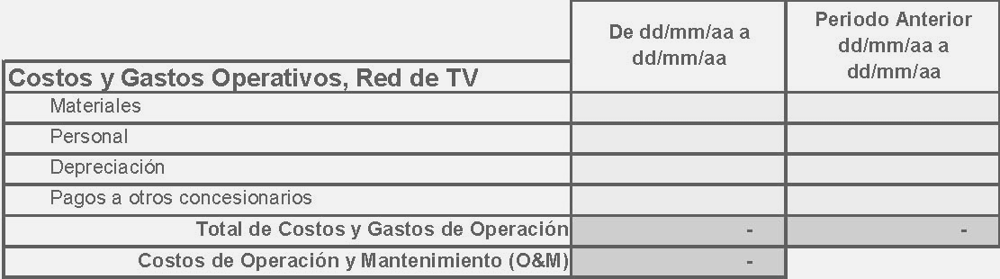 De dd/mm/aa a
dd/mm/aa
Periodo Anterior
dd/mm/aa a
dd/mm/aa
Costos y Gastos Operativos, Red de TV
Materiales
Personal
Depreciación
Pagos a otros concesionarios
Total de Costos y Gastos de Operación - -
Costos de Operación y Mantenimiento (O&M) -